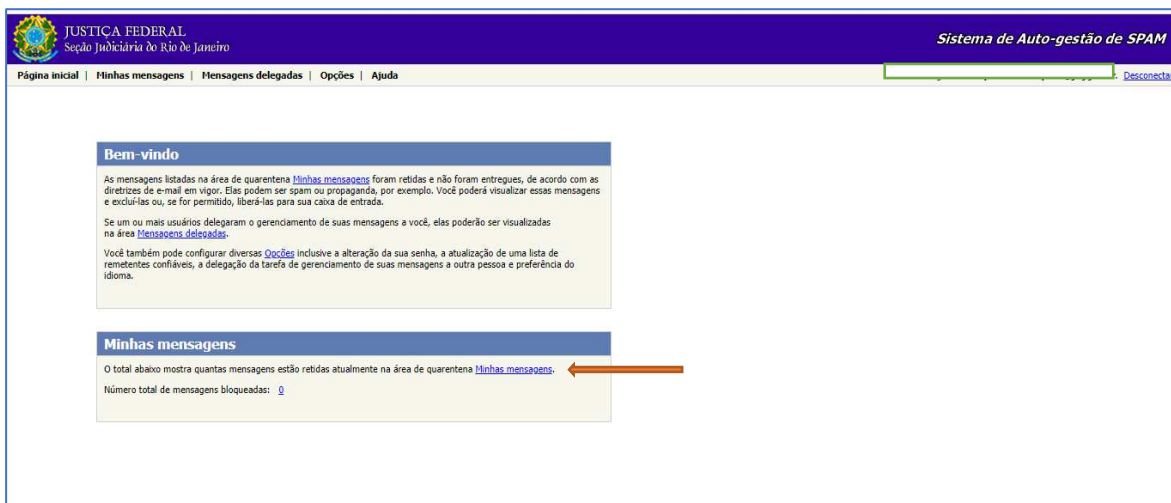 JUSTIÇA FEDERAL
Seção Judiciária do Rio de Janeiro
Sistema de Auto-gestão de SPAM
Página inicial | Minhas mensagens | Mensagens delegadas | Opções | Ajuda
Desconectar
Bem-vindo
As mensagens listadas na área de quarentena Minhas mensagens foram retidas e não foram entregues, de acordo com as
diretrizes de e-mail em vigor. Elas podem ser spam ou propaganda, por exemplo. Você poderá visualizar essas mensagens
e excluí-las ou, se for permitido, liberá-las para sua caixa de entrada.
Se um ou mais usuários delegaram o gerenciamento de suas mensagens a você, elas poderão ser visualizadas
na área Mensagens delegadas.
Você também pode configurar diversas Opções inclusive a alteração da sua senha, a atualização de uma lista de
remetentes confiáveis, a delegação da tarefa de gerenciamento de suas mensagens a outra pessoa e preferência do
idioma.
Minhas mensagens
O total abaixo mostra quantas mensagens estão retidas atualmente na área de quarentena Minhas mensagens.
Número total de mensagens bloqueadas: 0